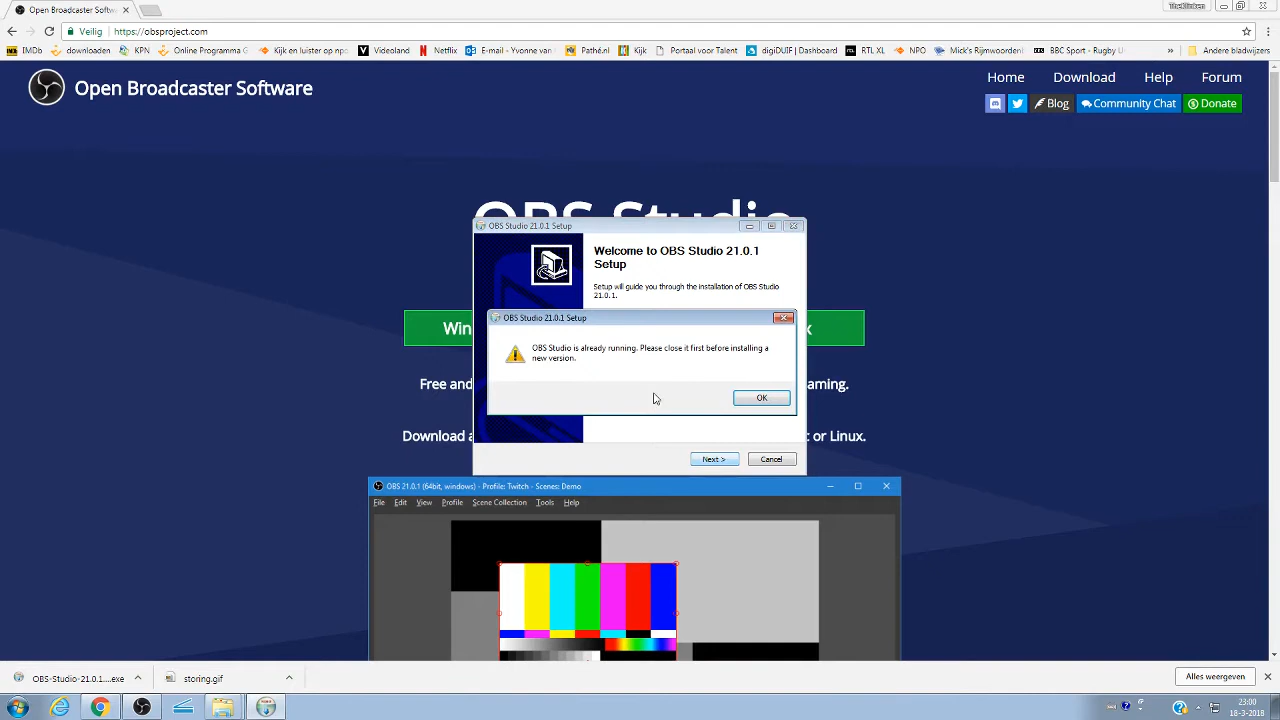 Open Broadcaster Softwar
Veilig
https://obsproject.com
IMDb
downloaden
KPN
Online Programma G
Kijk en luister op npo
Videoland
Netflix
E-mail - Yvonne van
Pathé.nl
Kijk
Portaal voor Talent
digiDUIF | Dashboard
RTL XL
NPO
Mick's Rijmwoorden
BBC Sport - Rugby U
»
Andere bladwijzers
Open Broadcaster Software
Home
Download
Help
Forum
Blog
Community Chat
Donate
OBS Studio
OBS Studio 21.0.1 Setup
Welcome to OBS Studio 21.0.1
Setup
Setup will guide you through the installation of OBS Studio
21.0.1.
Win
x
OBS Studio 21.0.1 Setup
OBS Studio is already running. Please close it first before installing a
new version.
OK
Free and
aming.
Download a
t or Linux.
Next >
Cancel
OBS 21.0.1 (64bit, windows) - Profile: Twitch - Scenes: Demo
File
Edit
View
Profile
Scene Collection
Tools
Help
OBS-Studio-21.0.1....exe
storing.gif
Alles weergeven
23:00
18-3-2018